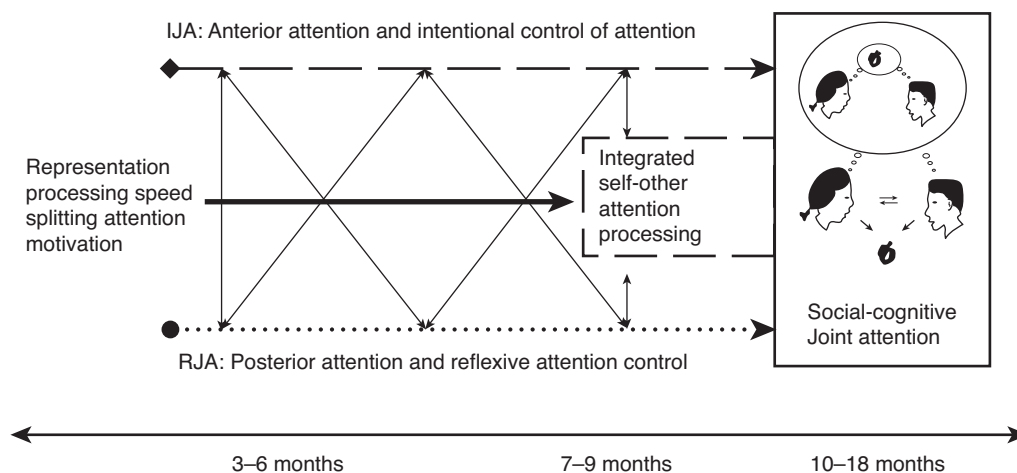 IJA: Anterior attention and intentional control of attention
Representation
processing speed
splitting attention
motivation
Integrated
self-other
attention
processing
Social-cognitive
Joint attention
RJA: Posterior attention and reflexive attention control
3–6 months
7–9 months
10–18 months